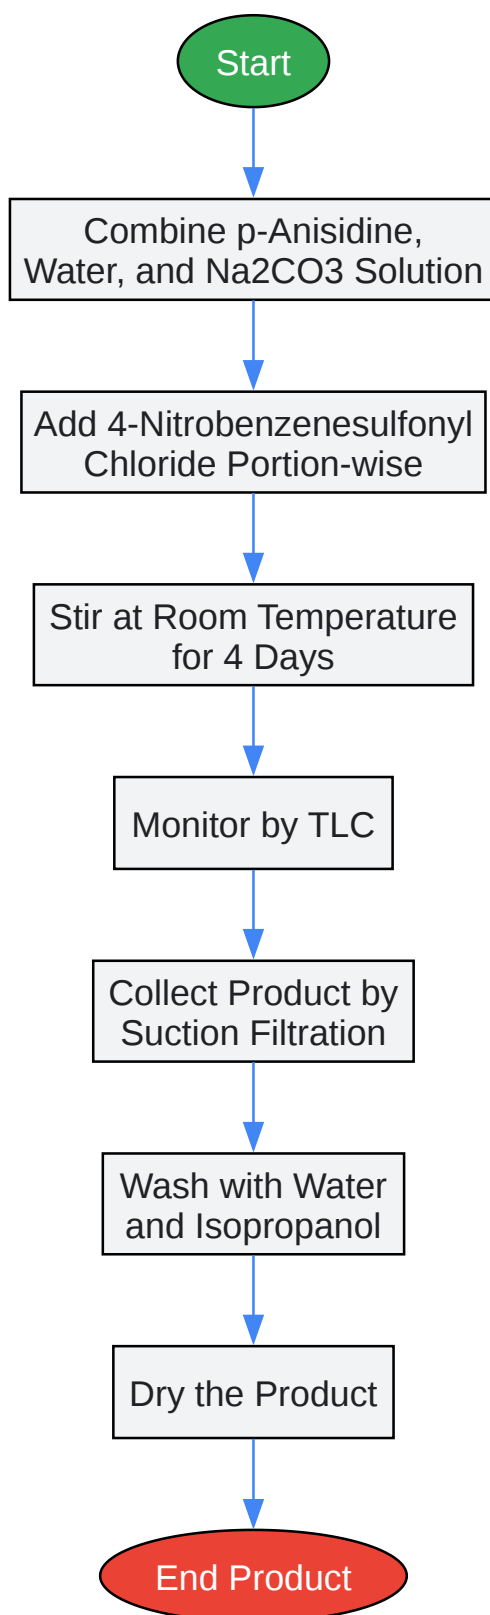 Start
Combine p-Anisidine,
Water, and Na2CO3 Solution
Add 4-Nitrobenzenesulfonyl
Chloride Portion-wise
Stir at Room Temperature
for 4 Days
Monitor by TLC
Collect Product by
Suction Filtration
Wash with Water
and Isopropanol
Dry the Product
End Product